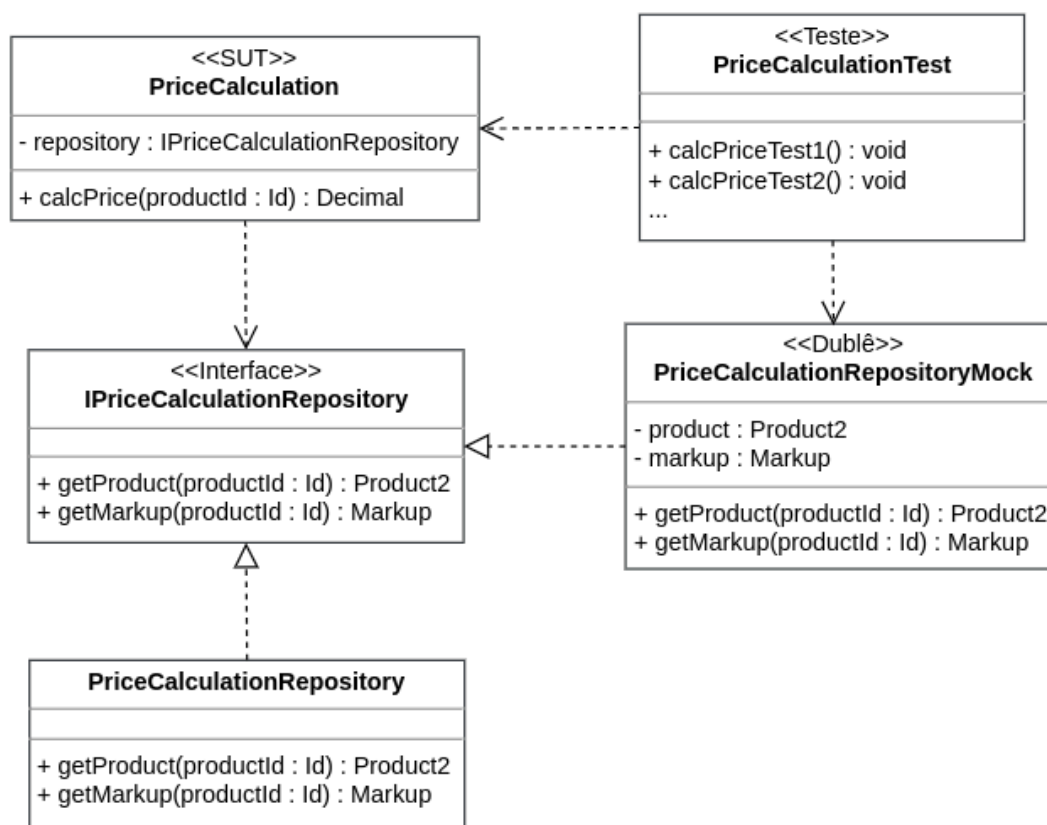 <<SUT>>
PriceCalculation
- repository : IPriceCalculationRepository
+ calcPrice(productId : Id) : Decimal
<<Teste>>
PriceCalculationTest
+ calcPriceTest1() : void
+ calcPriceTest2() : void
...
<<Interface>>
IPriceCalculationRepository
+ getProduct(productId : Id) : Product2
+ getMarkup(productId : Id) : Markup
<<Dublê>>
PriceCalculationRepositoryMock
- product : Product2
- markup : Markup
+ getProduct(productId : Id) : Product2
+ getMarkup(productId : Id) : Markup
PriceCalculationRepository
+ getProduct(productId : Id) : Product2
+ getMarkup(productId : Id) : Markup